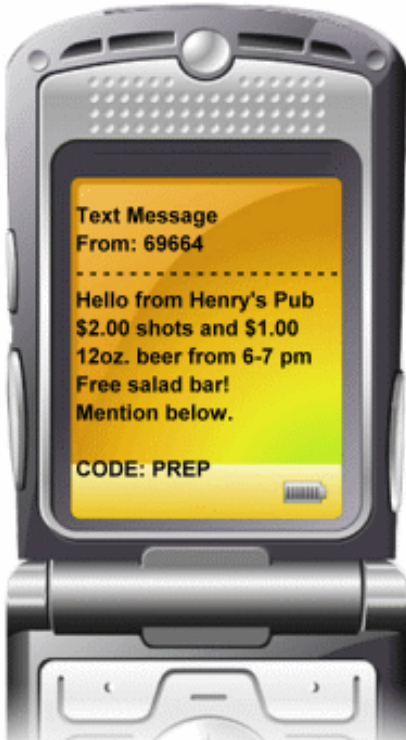 Text Message
From: 69664
Hello from Henry's Pub
$2.00 shots and $1.00
12oz. beer from 6-7 pm
Free salad bar!
Mention below.
CODE: PREP